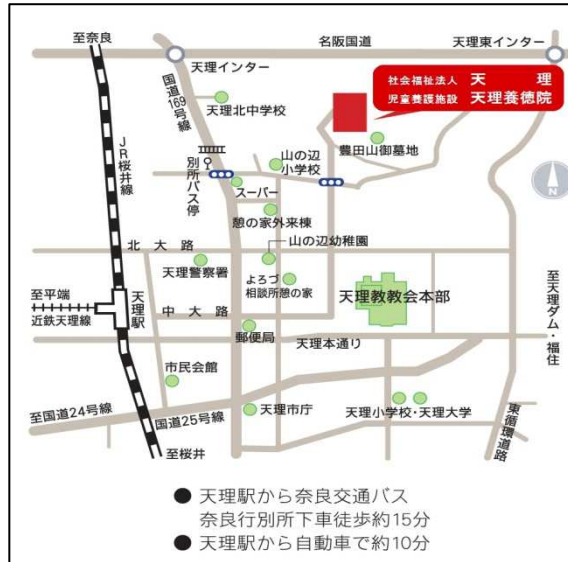 至奈良
名阪国道
天理東インター
天理インター
社会福祉法人 天理
児童養護施設 天理養徳院
国道169号線
天理北中学校
豊田山御墓地
JR桜井線
別所バス停
山の辺
小学校
スーパー
憩の家外来棟
山の辺幼稚園
北大路
天理警察署
よろづ
相談所憩の家
天理教教会本部
至天理ダム・福住
至平端
近鉄天理線
天理駅
中大路
郵便局
天理本通り
市民会館
至国道24号線
国道25号線
天理市庁
天理小学校・天理大学
東循環道路
至桜井
N
● 天理駅から奈良交通バス
奈良行別所下車徒歩約15分
● 天理駅から自動車で約10分